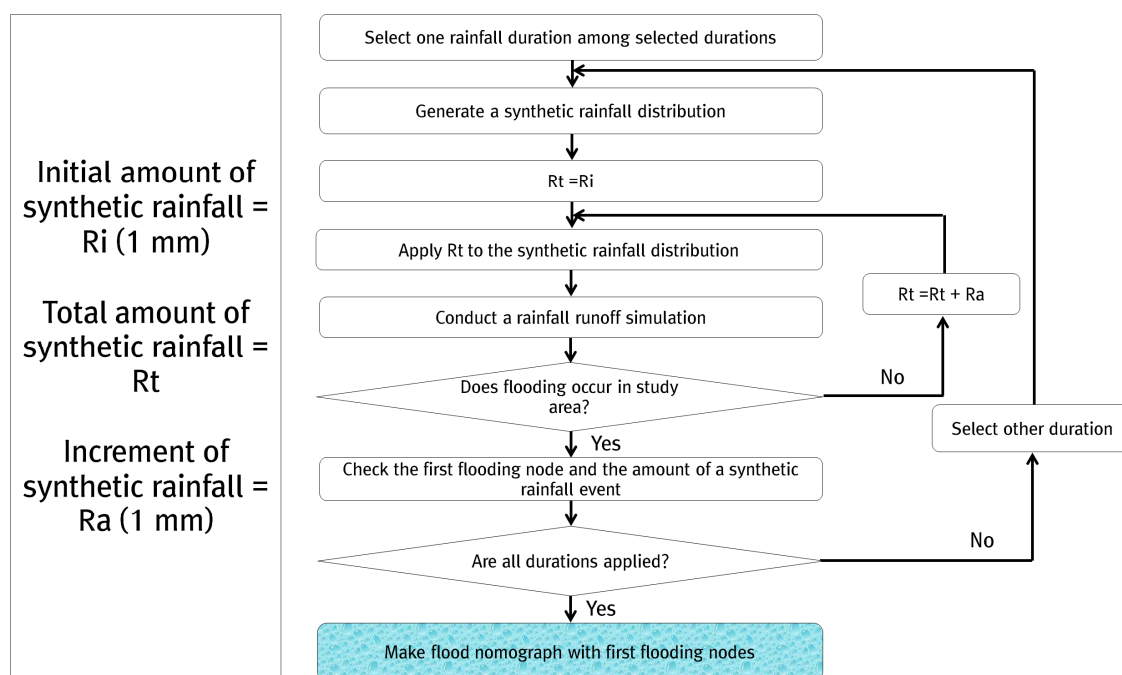 Initial amount of
synthetic rainfall =
Ri (1 mm)
Total amount of
synthetic rainfall =
Rt
Increment of
synthetic rainfall =
Ra (1 mm)
Select one rainfall duration among selected durations
Generate a synthetic rainfall distribution
Rt =Ri
Apply Rt to the synthetic rainfall distribution
Rt =Rt + Ra
Conduct a rainfall runoff simulation
Does flooding occur in study
area?
No
Yes
Select other duration
Check the first flooding node and the amount of a synthetic
rainfall event
Are all durations applied?
No
Yes
Make flood nomograph with first flooding nodes